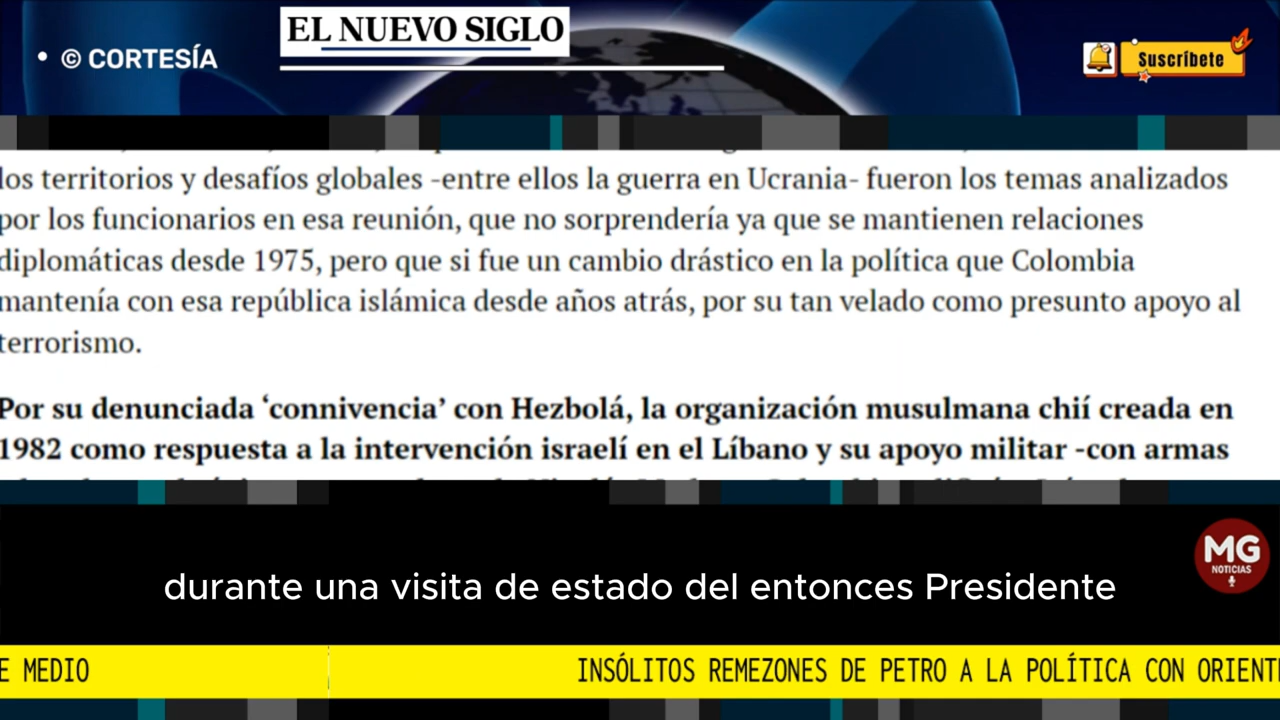 • © CORTESÍA
EL NUEVO SIGLO
Suscríbete
los territorios y desafíos globales -entre ellos la guerra en Ucrania- fueron los temas analizados
por los funcionarios en esa reunión, que no sorprendería ya que se mantienen relaciones
diplomáticas desde 1975, pero que si fue un cambio drástico en la política que Colombia
mantenía con esa república islámica desde años atrás, por su tan velado como presunto apoyo al
terrorismo.
Por su denunciada ‘connivencia’ con Hezbolá, la organización musulmana chií creada en
1982 como respuesta a la intervención israelí en el Líbano y su apoyo militar -con armas
MG
NOTICIAS
durante una visita de estado del entonces Presidente
E MEDIO INSÓLITOS REMEZONES DE PETRO A LA POLÍTICA CON ORIENT